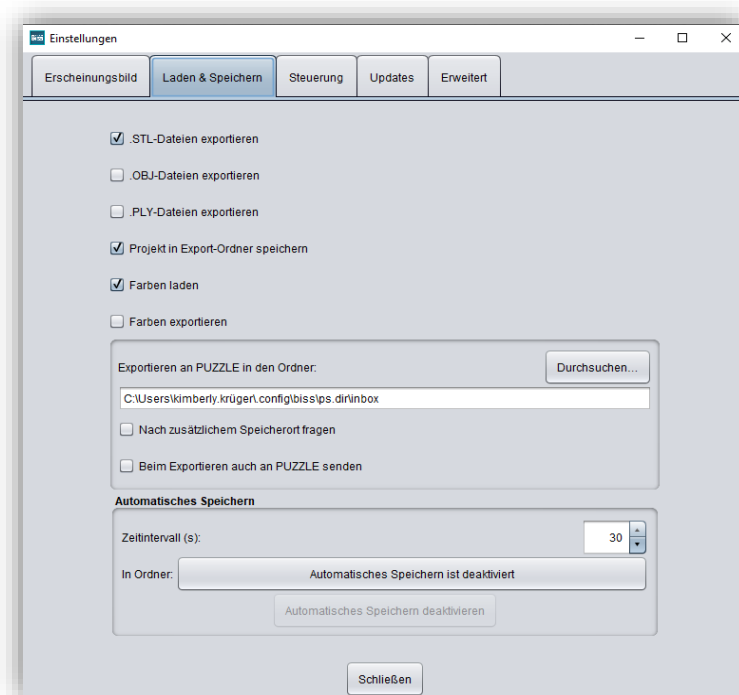 Biss Einstellungen
Erscheinungsbild Laden & Speichern Steuerung Updates Erweitert
.STL-Dateien exportieren
.OBJ-Dateien exportieren
.PLY-Dateien exportieren
Projekt in Export-Ordner speichern
Farben laden
Farben exportieren
Exportieren an PUZZLE in den Ordner: Durchsuchen...
C:\Users\kimberly.krüger\.config\biss\ps.dir\inbox
Nach zusätzlichem Speicherort fragen
Beim Exportieren auch an PUZZLE senden
Automatisches Speichern
Zeitintervall (s): 30
In Ordner: Automatisches Speichern ist deaktiviert
Automatisches Speichern deaktivieren
Schließen